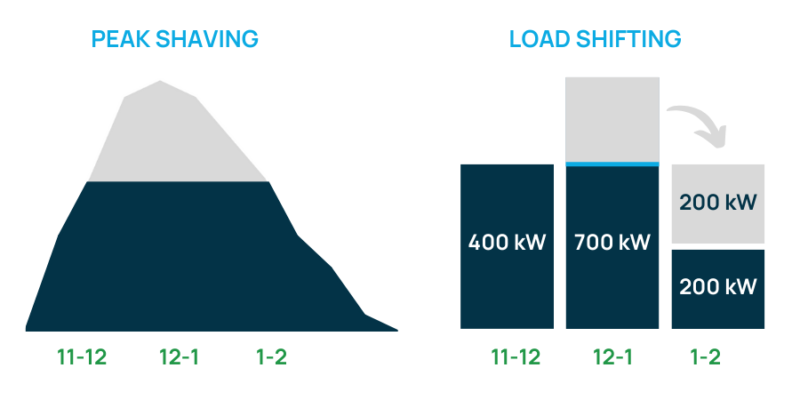 PEAK SHAVING
11-12 12-1 1-2
LOAD SHIFTING
400 kW 700 kW 200 kW
200 kW
11-12 12-1 1-2